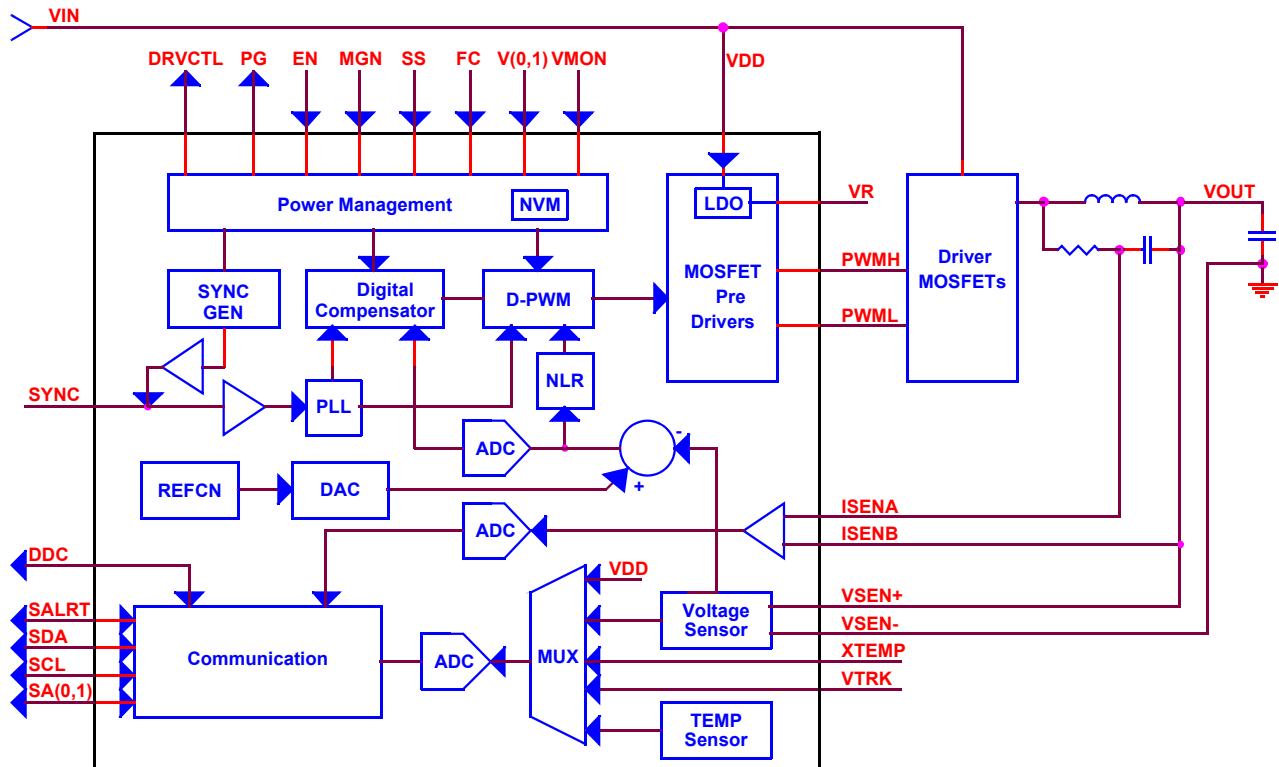 VIN
DRVCTL PG EN MGN SS FC V(0,1) VMON
VDD
Power Management
NVM
LDO
VR
VOUT
SYNC
GEN
Digital
Compensator
D-PWM
MOSFET
Pre
Drivers
PWMH
PWML
Driver
MOSFETs
SYNC
PLL
NLR
ADC
-
+
REFCN
DAC
ADC
ISENA
ISENB
DDC
SALRT
SDA
SCL
SA(0,1)
Communication
ADC
MUX
VDD
Voltage
Sensor
VSEN+
VSEN-
XTEMP
VTRK
TEMP
Sensor